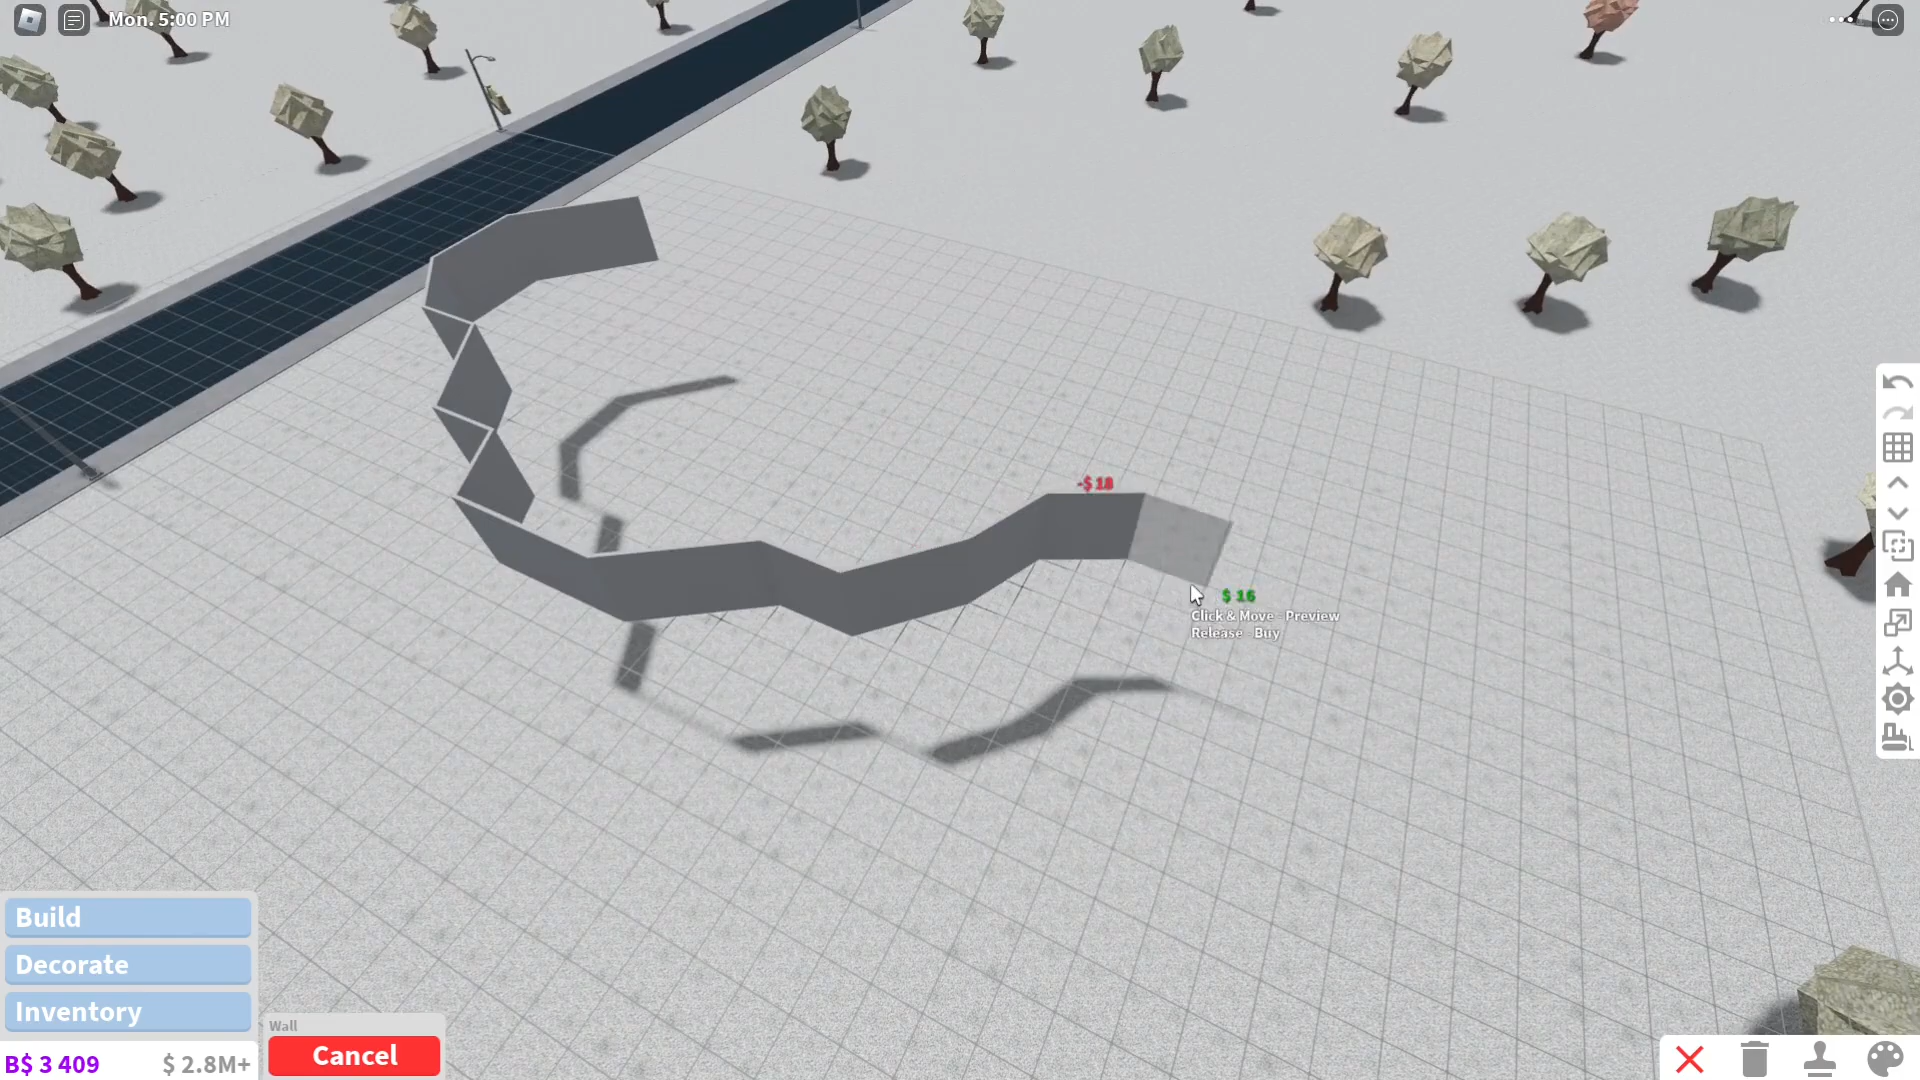 Mon. 5:00 PM
-$ 18
$ 16
Click & Move - Preview
Release - Buy
Build
Decorate
Inventory
Wall
Cancel
B$ 3 409
$ 2.8M+